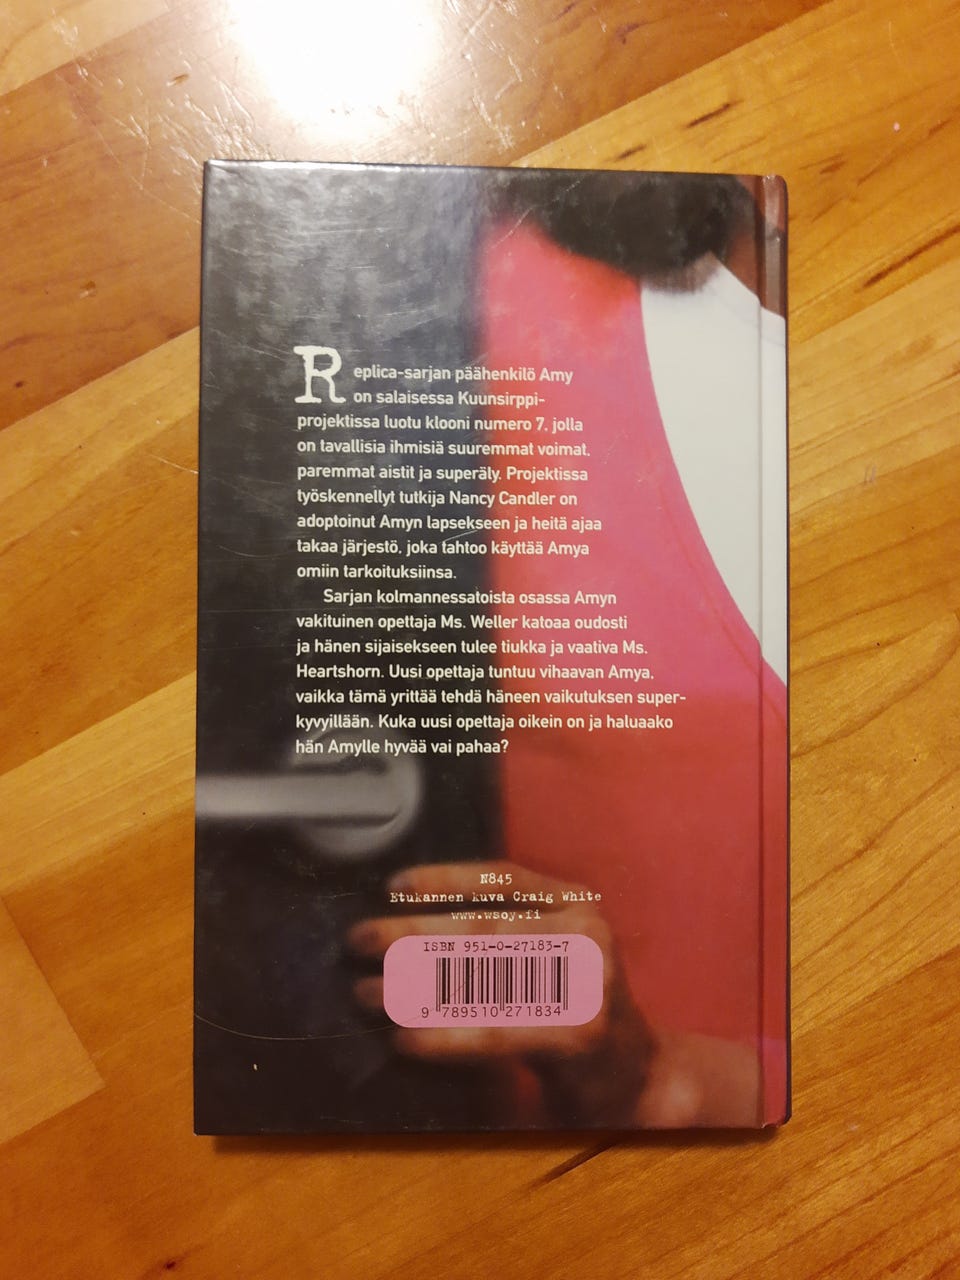 Replica-sarjan päähenkilö Amy
on salaisessa Kuunsirppi-
projektissa luotu klooni numero 7, jolla
on tavallisia ihmisiä suuremmat voimat,
paremmat aistit ja superäly. Projektissa
työskennellyt tutkija Nancy Candler on
adoptoinut Amyn lapsekseen ja heitä ajaa
takaa järjestö, joka tahtoo käyttää Amya
omiin tarkoituksiinsa.
Sarjan kolmannessatoista osassa Amyn
vakituinen opettaja Ms. Weller katoaa oudosti
ja hänen sijaisekseen tulee tiukka ja vaativa Ms.
Heartshorn. Uusi opettaja tuntuu vihaavan Amya,
vaikka tämä yrittää tehdä häneen vaikutuksen super-
kyvyillään. Kuka uusi opettaja oikein on ja haluaako
hän Amylle hyvää vai pahaa?
N845
Etukannen kuva Craig White
www.wsoy.fi
ISBN 951-0-27183-7
9 789510 271834